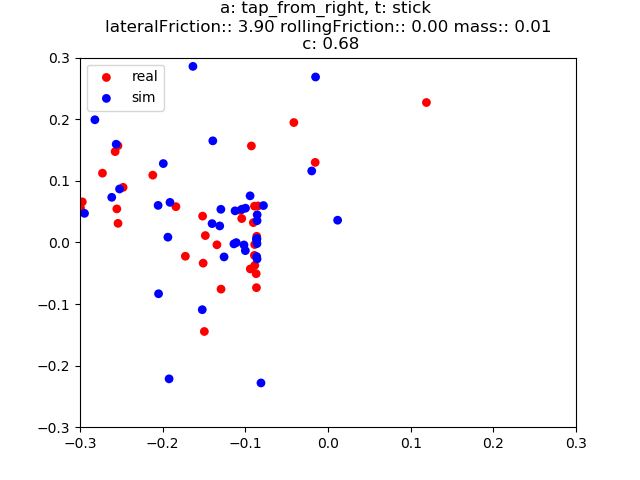 a: tap_from_right, t: stick
lateralFriction:: 3.90 rollingFriction:: 0.00 mass:: 0.01
c: 0.68
real
sim
0.3
0.2
0.1
0.0
−0.1
−0.2
−0.3
−0.3 −0.2 −0.1 0.0 0.1 0.2 0.3